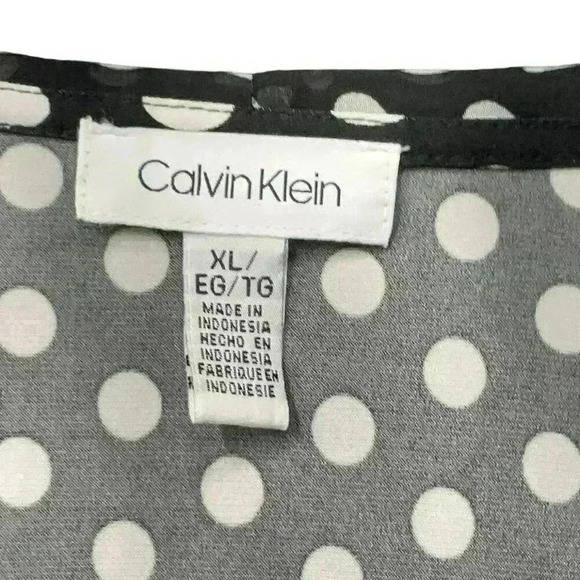 Calvin Klein
XL/
EG/TG
MADE IN
INDONESIA
HECHO EN
INDONESIA
FABRIQUE EN
INDONESIE